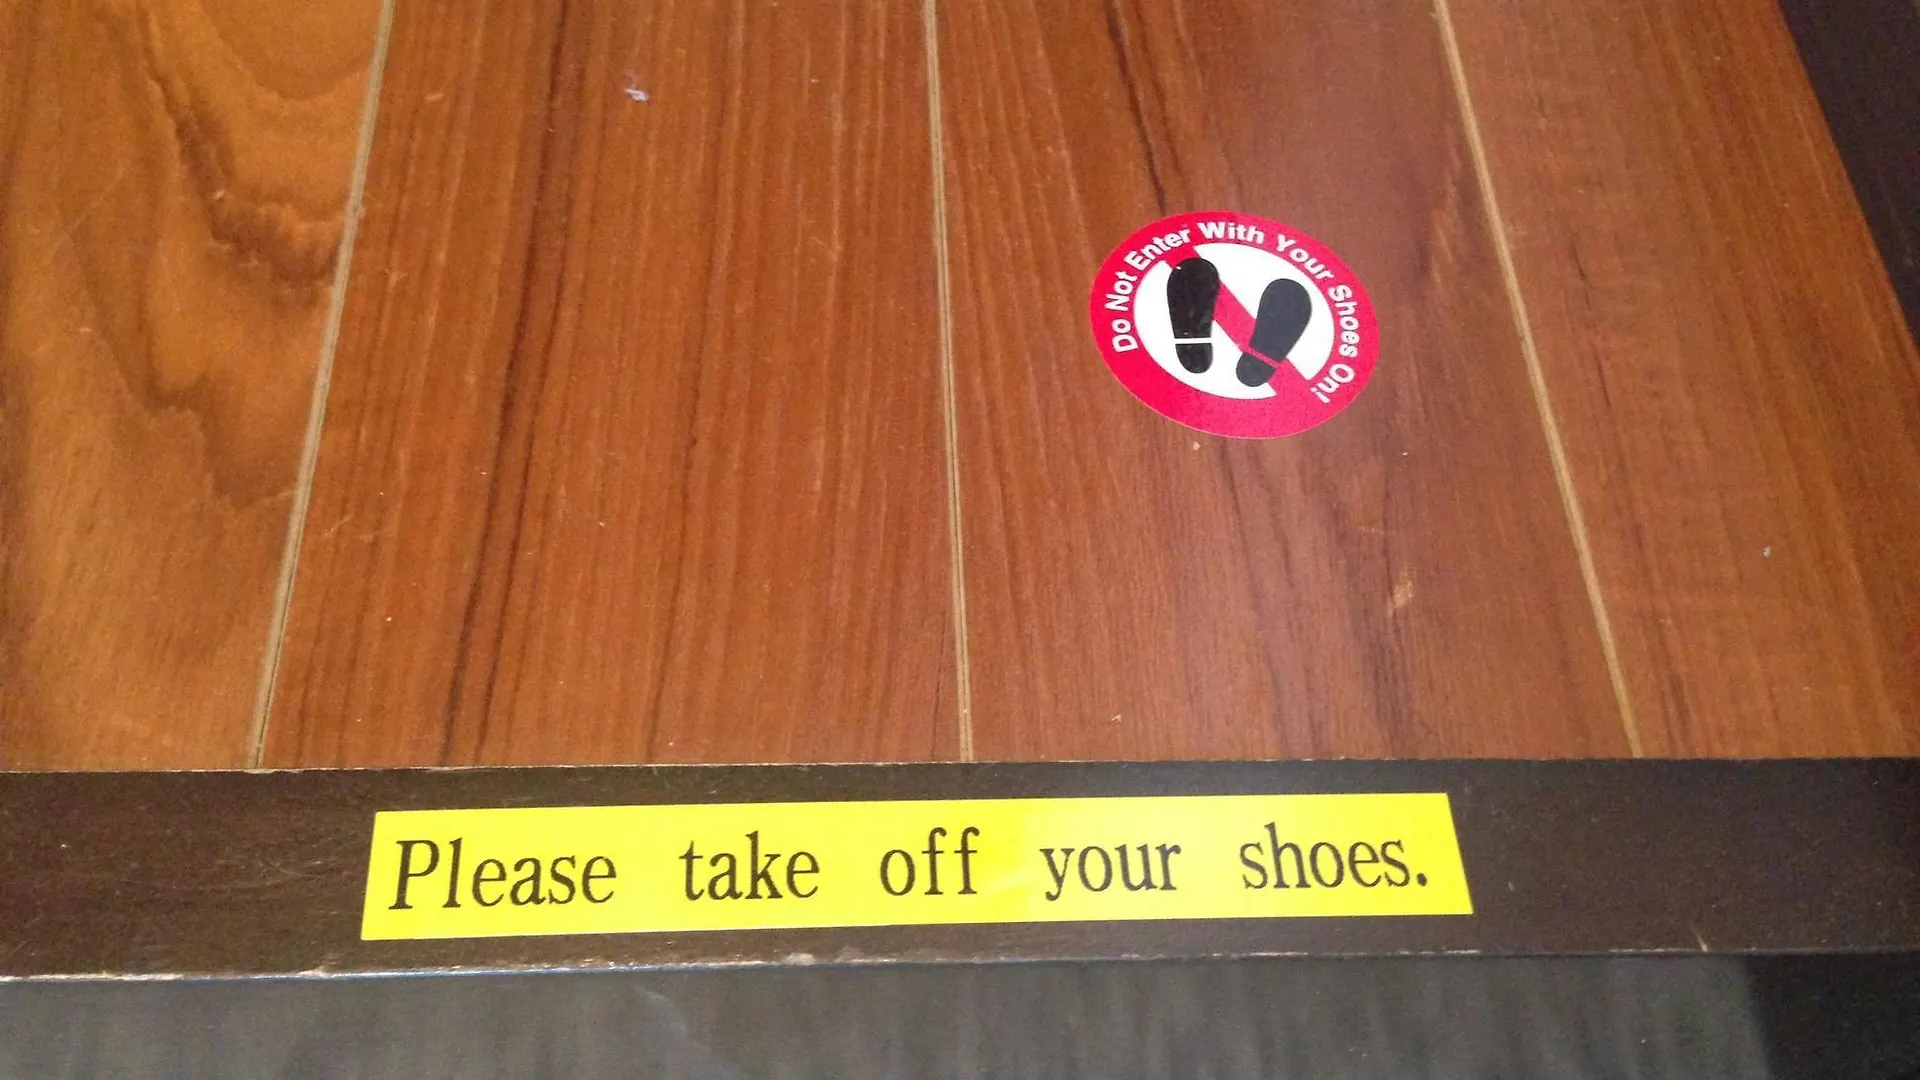 Do Not Enter With Your Shoes On!
Please take off your shoes.